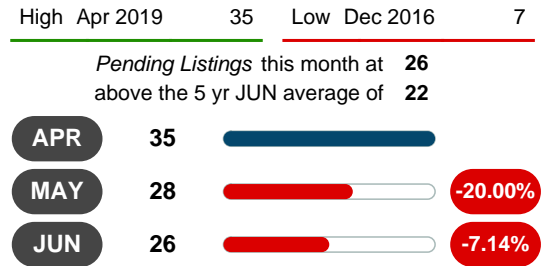 High Apr 2019 35 Low Dec 2016 7
Pending Listings this month at 26
above the 5 yr JUN average of 22
APR 35
MAY 28 -20.00%
JUN 26 -7.14%